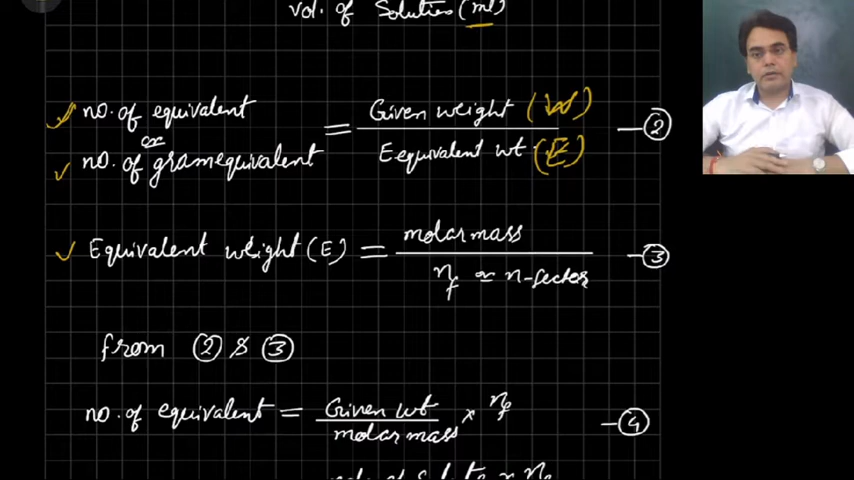 vol. of Solution (ml)
no. of equivalent
or
no. of gramequivalent = Given weight (W) / Eequivalent wt (E) — 2
Equivalent weight (E) = molar mass / nf or n-factor — 3
from 2 & 3
no. of equivalent = Given wt / molar mass × nf — 4